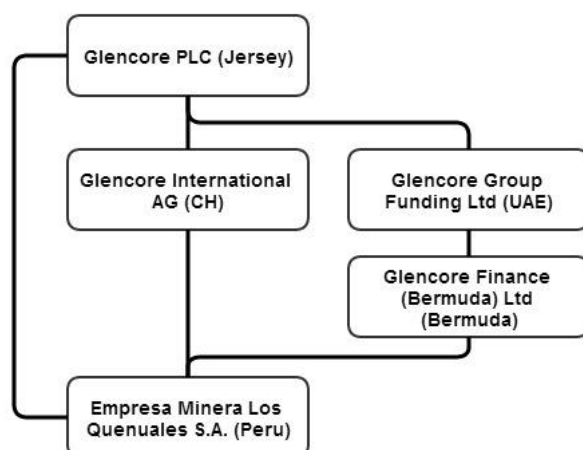 Glencore PLC (Jersey)
Glencore International
AG (CH)
Glencore Group
Funding Ltd (UAE)
Glencore Finance
(Bermuda) Ltd
(Bermuda)
Empresa Minera Los
Quenuales S.A. (Peru)